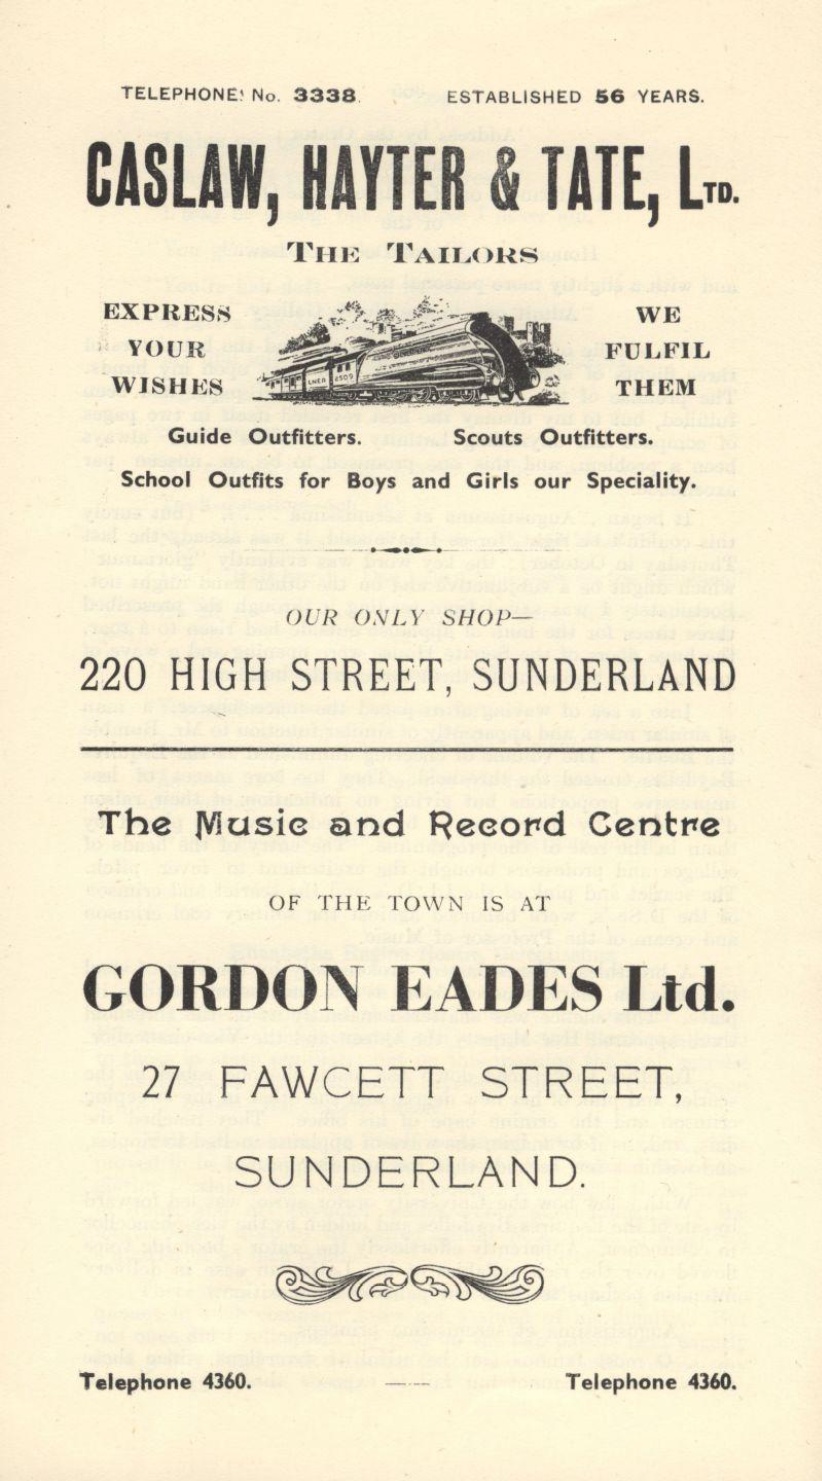 TELEPHONE: No. 3338. ESTABLISHED 56 YEARS.
CASLAW, HAYTER & TATE, LTD.
THE TAILORS
EXPRESS YOUR WISHES
LNER 4509
WE FULFIL THEM
Guide Outfitters. Scouts Outfitters.
School Outfits for Boys and Girls our Speciality.
OUR ONLY SHOP—
220 HIGH STREET, SUNDERLAND
The Music and Record Centre
OF THE TOWN IS AT
GORDON EADES Ltd.
27 FAWCETT STREET,
SUNDERLAND.
Telephone 4360. Telephone 4360.